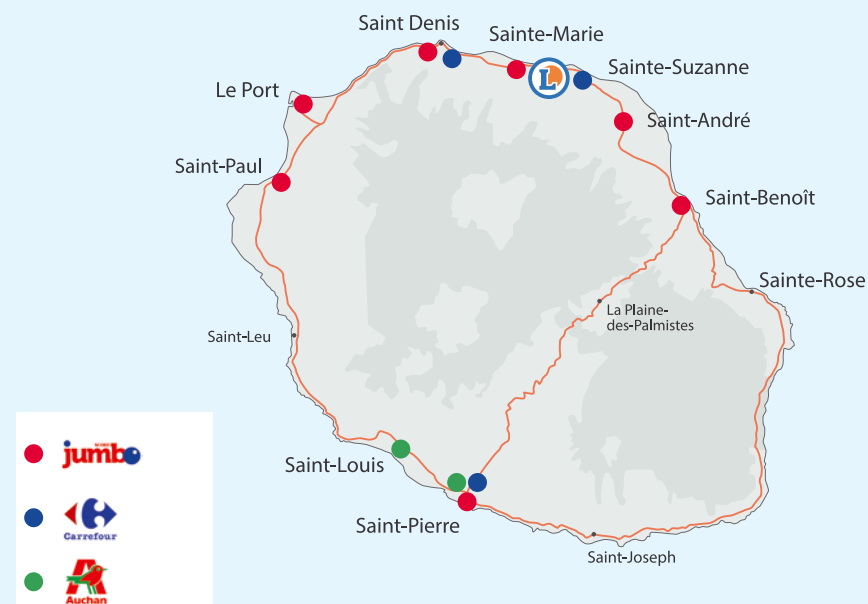 Saint Denis
Sainte-Marie
L
Sainte-Suzanne
Le Port
Saint-André
Saint-Paul
Saint-Benoît
Sainte-Rose
La Plaine-
des-Palmistes
Saint-Leu
Saint-Louis
Saint-Pierre
Saint-Joseph
jumbo
Carrefour
A
Auchan